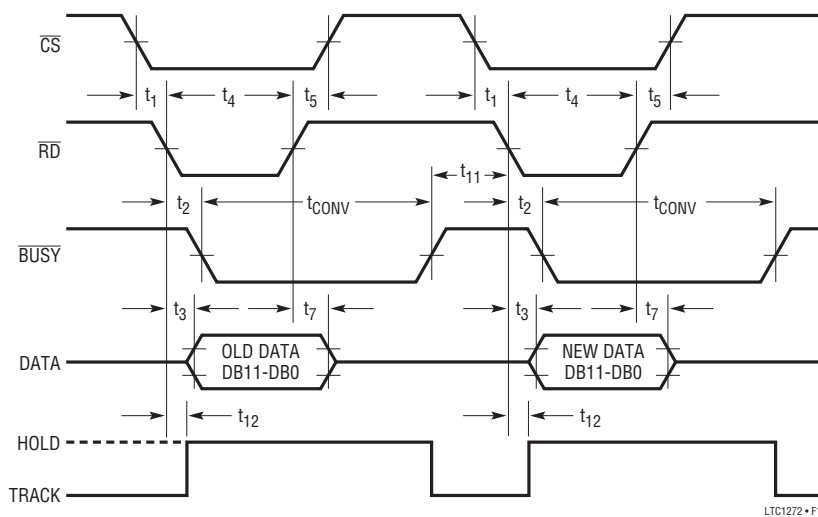 CS
t1 t4 t5 t1 t4 t5
RD
t11
t2 tCONV t2 tCONV
BUSY
t3 t7 t3 t7
DATA OLD DATA DB11-DB0 NEW DATA DB11-DB0
t12 t12
HOLD
TRACK
LTC1272 • F